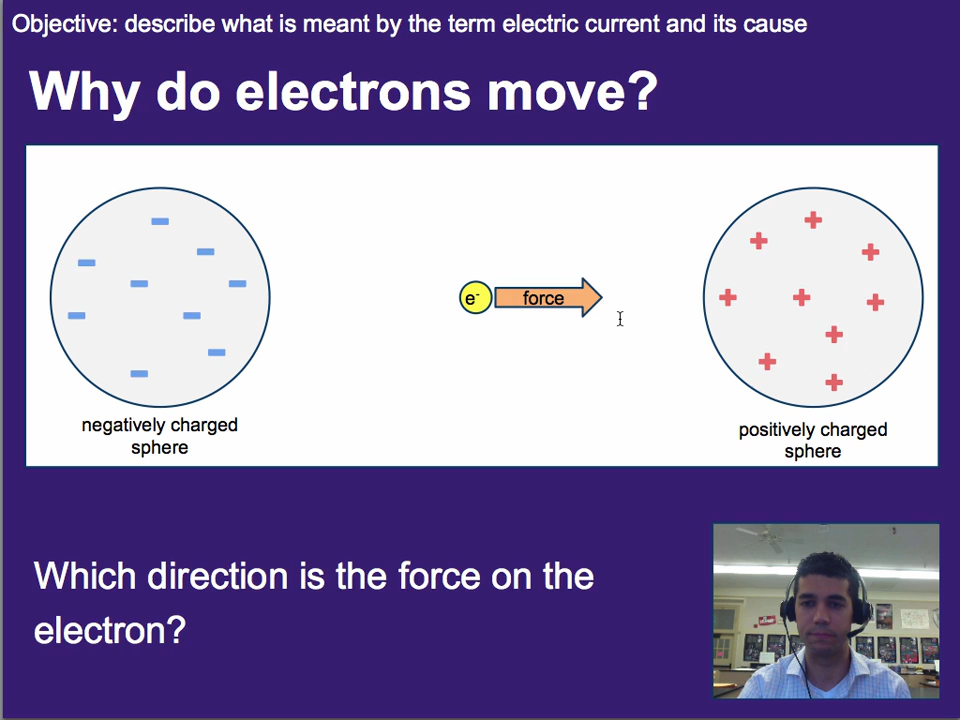 Objective: describe what is meant by the term electric current and its cause
Why do electrons move?
e-
force
negatively charged
sphere
positively charged
sphere
Which direction is the force on the
electron?